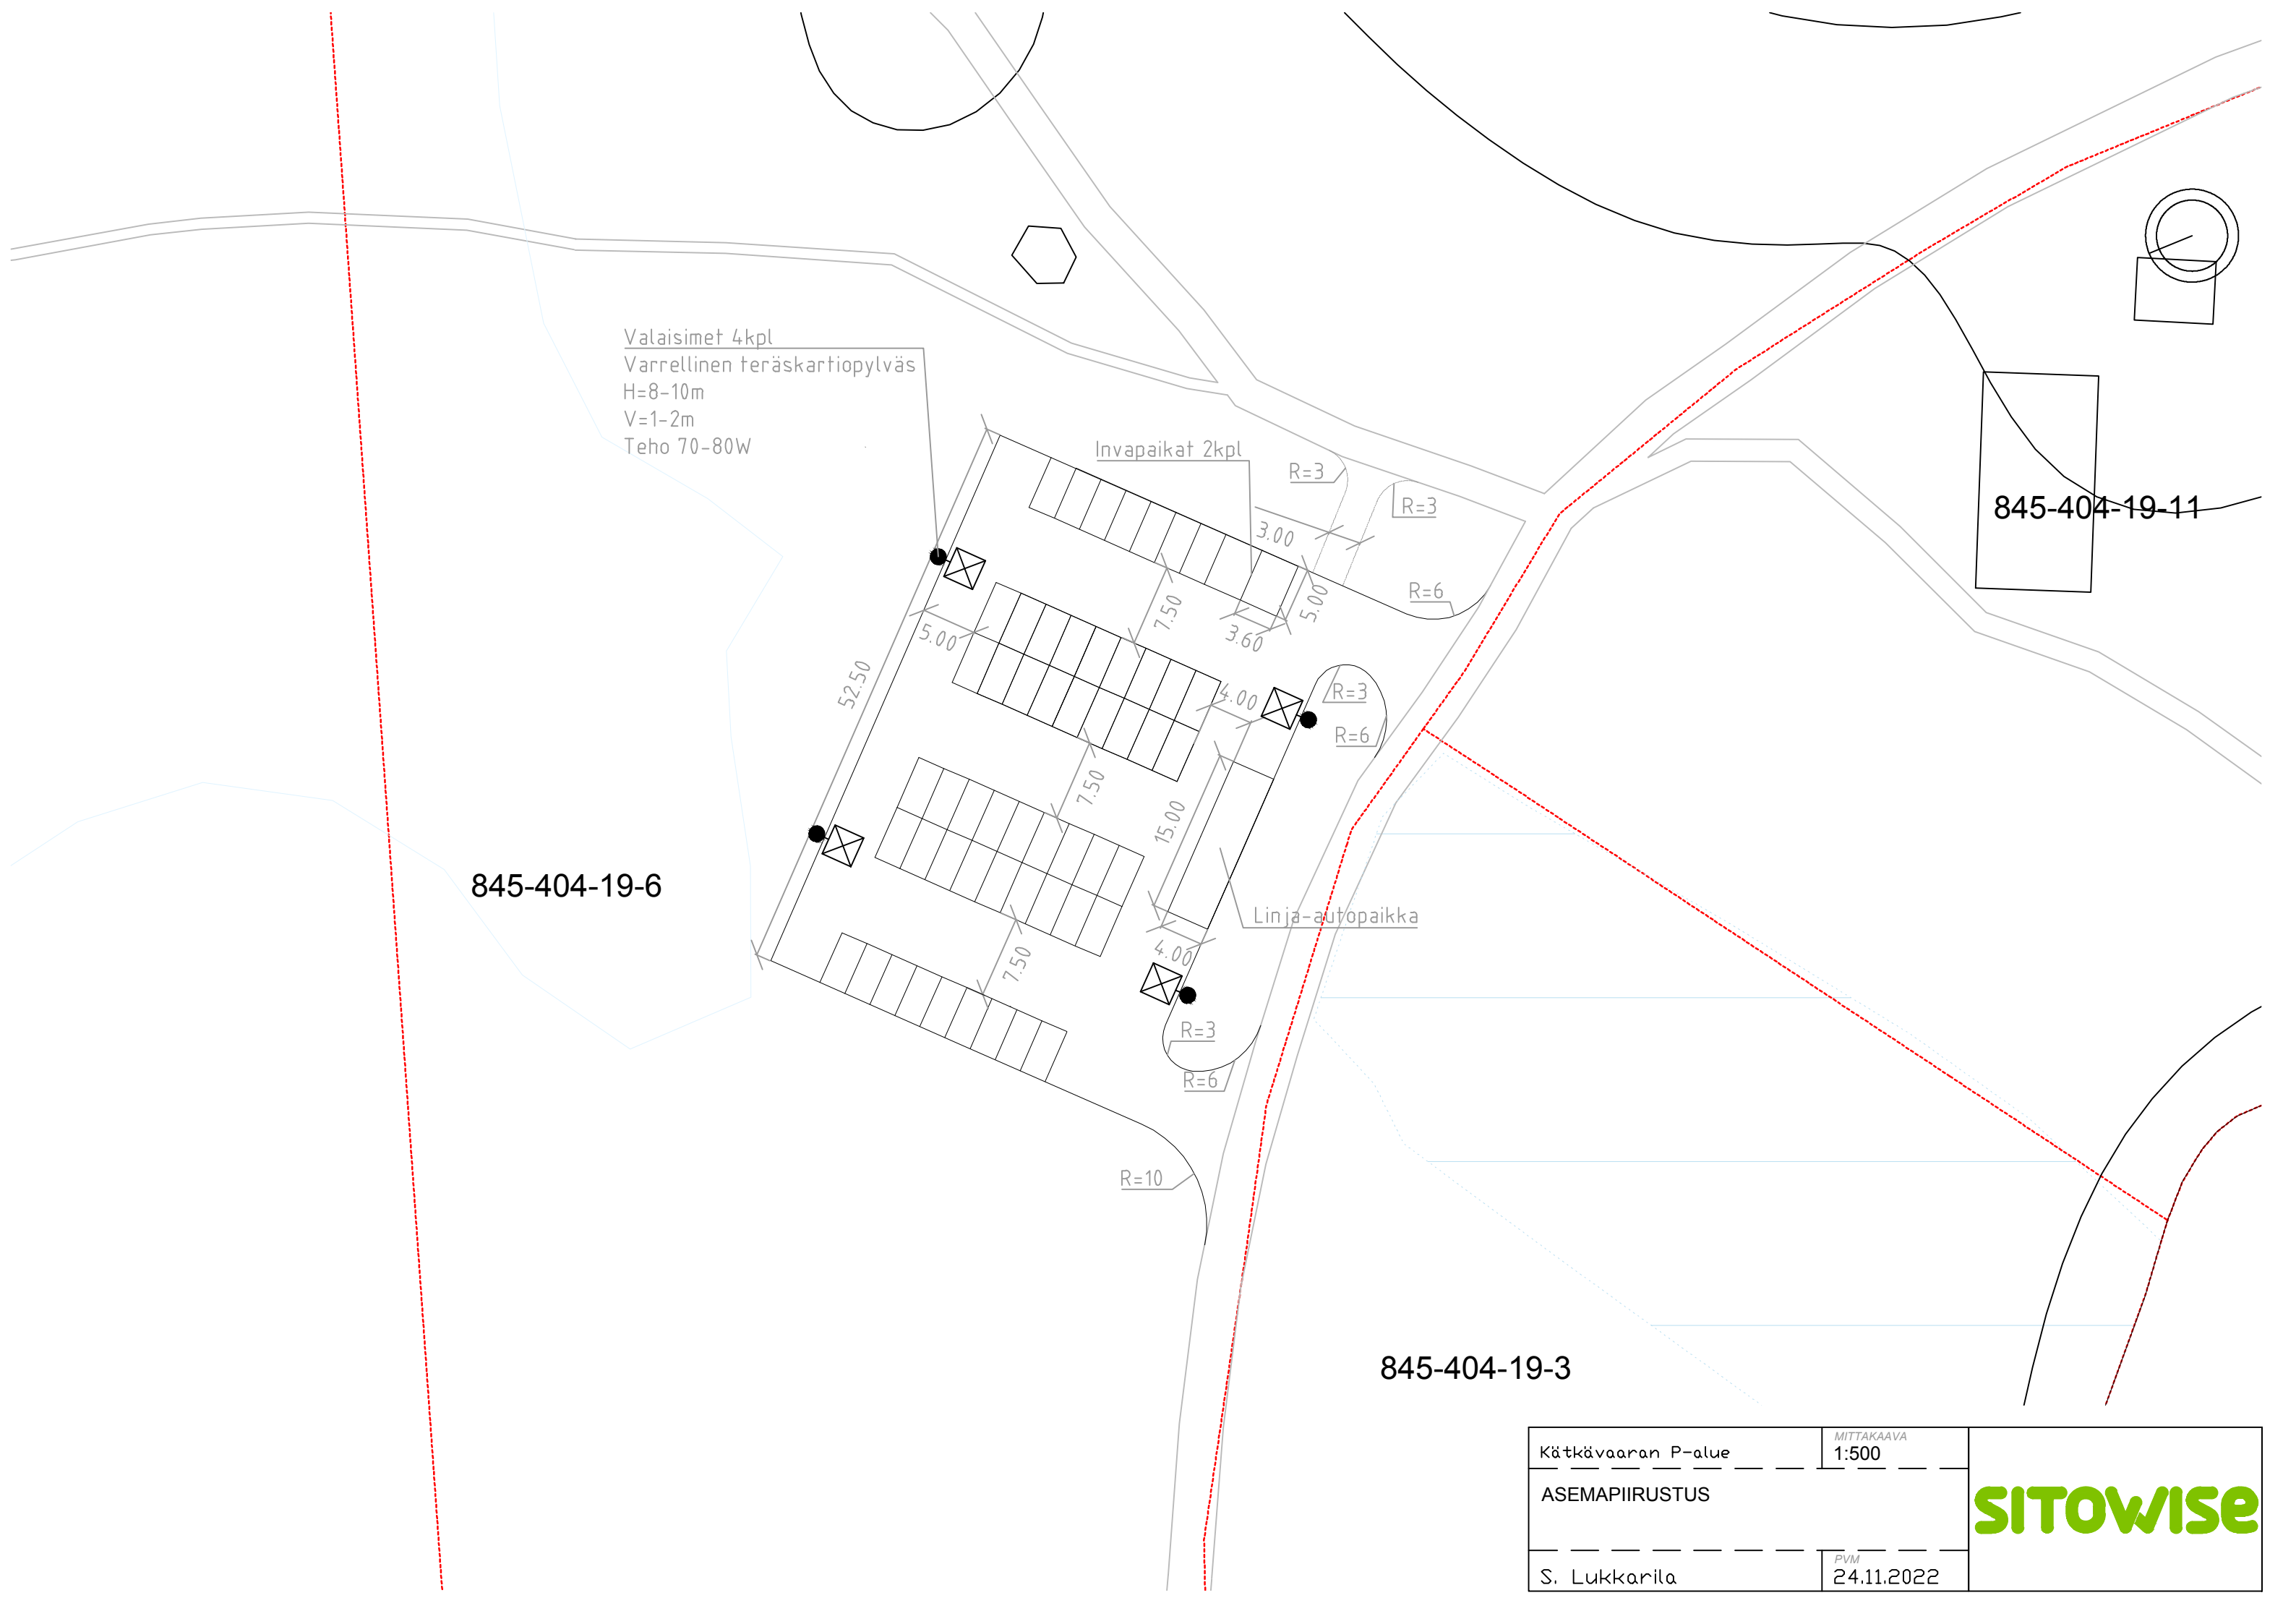 Valaisimet 4kpl
Varrellinen teräskartiopylväs
H=8-10m
V=1-2m
Teho 70-80W
Invapaikat 2kpl
R=3
R=3
3.00
R=6
5.00
7.50
3.60
5.00
52.50
4.00
R=3
R=6
7.50
15.00
845-404-19-11
845-404-19-6
Linja-autopaikka
4.00
7.50
R=3
R=6
R=10
845-404-19-3
Kätkävaaran P-alue
MITTAKAAVA
1:500
ASEMAPIIRUSTUS
SITOWISE
S. Lukkarila
PVM
24.11.2022